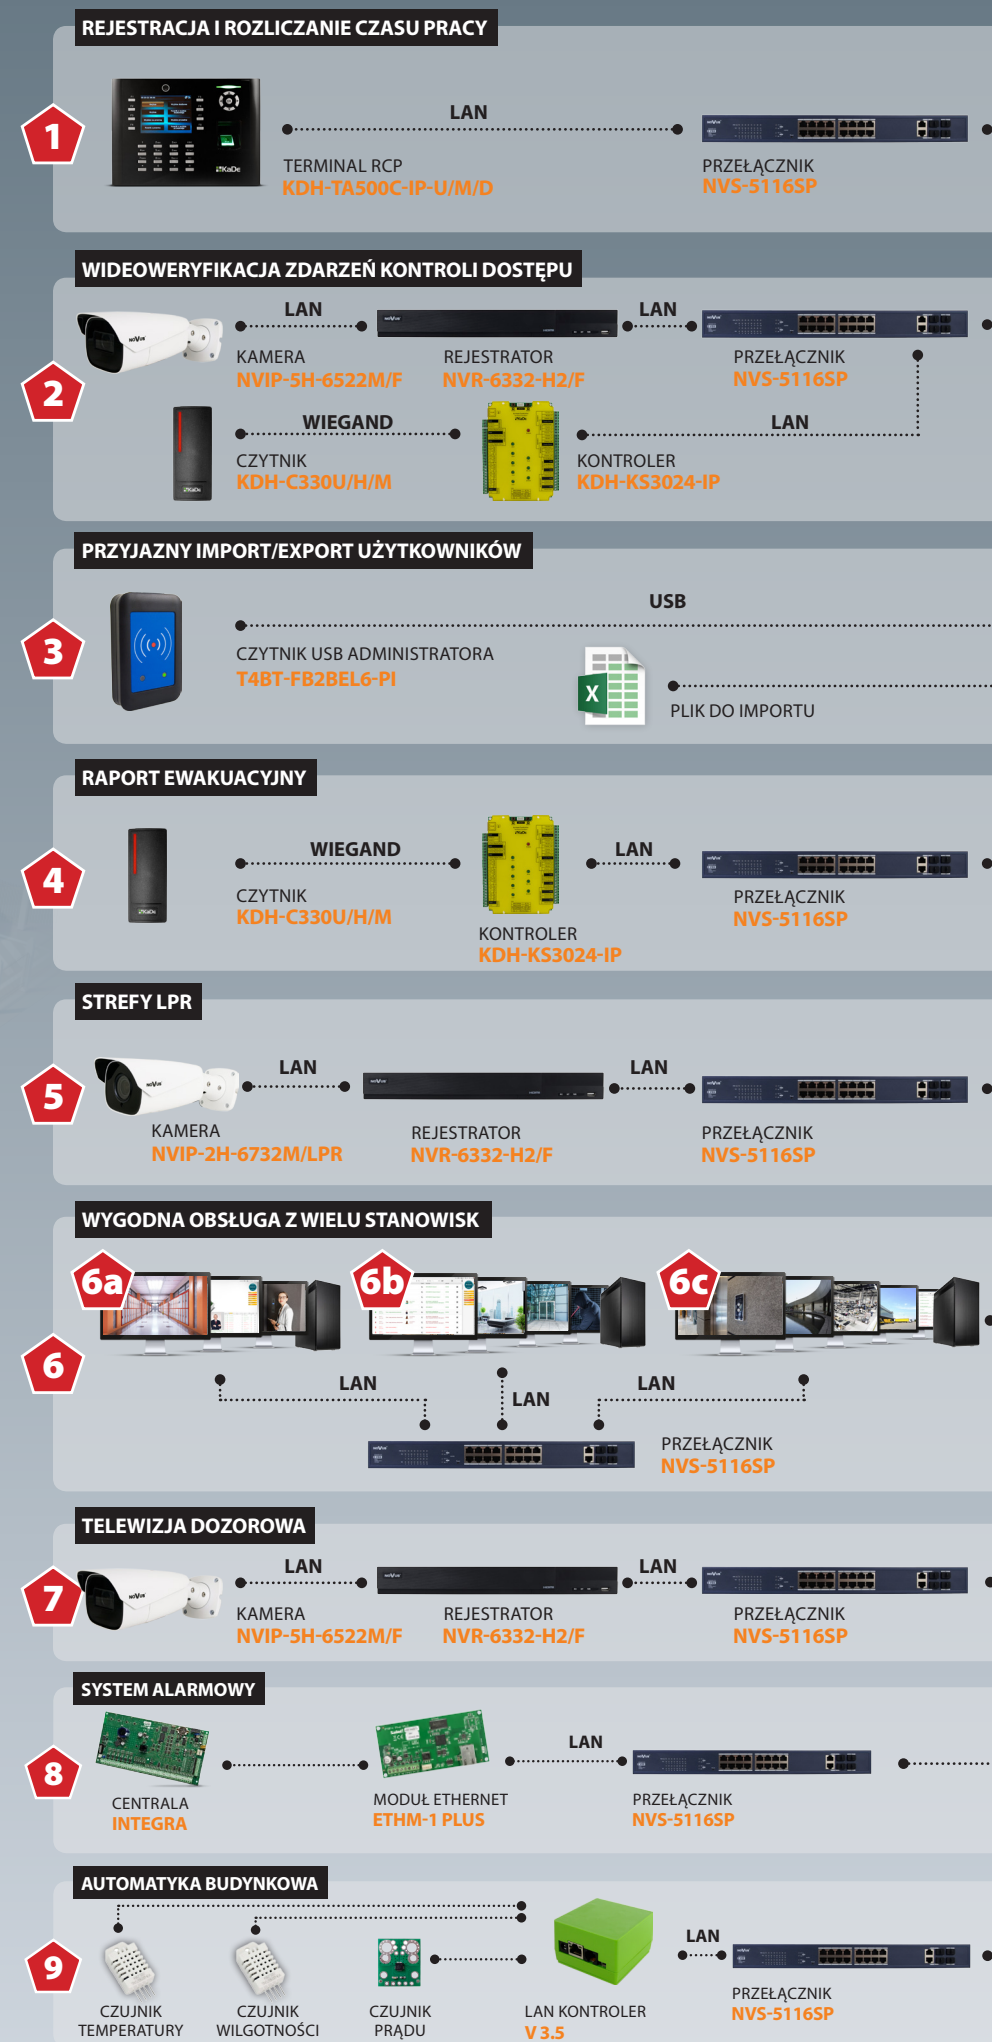 REJESTRACJA I ROZLICZANIE CZASU PRACY
1
KaDe
LAN
TERMINAL RCP
KDH-TA500C-IP-U/M/D
PRZEŁĄCZNIK
NVS-5116SP
WIDEOWERYFIKACJA ZDARZEŃ KONTROLI DOSTĘPU
2
LAN
LAN
KAMERA
NVIP-5H-6522M/F
REJESTRATOR
NVR-6332-H2/F
PRZEŁĄCZNIK
NVS-5116SP
WIEGAND
LAN
CZYTNIK
KDH-C330U/H/M
KONTROLER
KDH-KS3024-IP
PRZYJAZNY IMPORT/EXPORT UŻYTKOWNIKÓW
3
USB
CZYTNIK USB ADMINISTRATORA
T4BT-FB2BEL6-PI
X
PLIK DO IMPORTU
RAPORT EWAKUACYJNY
4
WIEGAND
LAN
CZYTNIK
KDH-C330U/H/M
KONTROLER
KDH-KS3024-IP
PRZEŁĄCZNIK
NVS-5116SP
STREFY LPR
5
LAN
LAN
KAMERA
NVIP-2H-6732M/LPR
REJESTRATOR
NVR-6332-H2/F
PRZEŁĄCZNIK
NVS-5116SP
WYGODNA OBSŁUGA Z WIELU STANOWISK
6
6a
6b
6c
LAN
LAN
LAN
PRZEŁĄCZNIK
NVS-5116SP
TELEWIZJA DOZOROWA
7
LAN
LAN
KAMERA
NVIP-5H-6522M/F
REJESTRATOR
NVR-6332-H2/F
PRZEŁĄCZNIK
NVS-5116SP
SYSTEM ALARMOWY
8
LAN
CENTRALA
INTEGRA
MODUŁ ETHERNET
ETHM-1 PLUS
PRZEŁĄCZNIK
NVS-5116SP
AUTOMATYKA BUDYNKOWA
9
LAN
CZUJNIK
TEMPERATURY
CZUJNIK
WILGOTNOŚCI
CZUJNIK
PRĄDU
LAN KONTROLER
V 3.5
PRZEŁĄCZNIK
NVS-5116SP